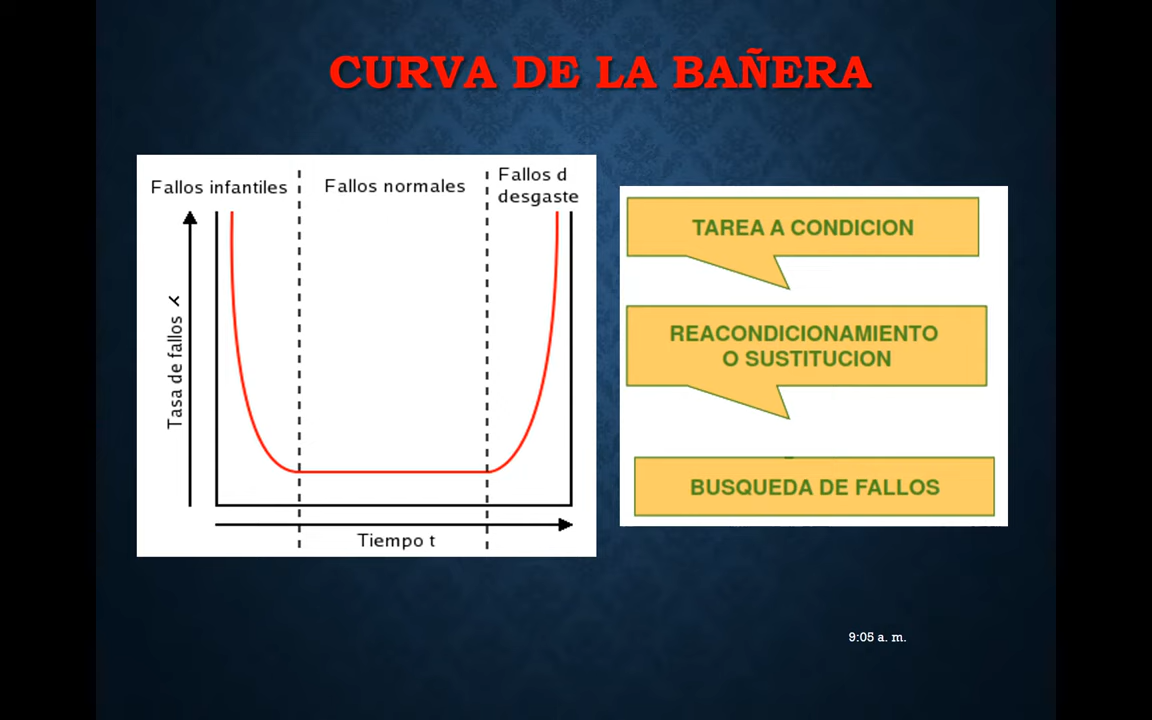 CURVA DE LA BAÑERA
Fallos infantiles
Fallos normales
Fallos d
desgaste
Tasa de fallos λ
Tiempo t
TAREA A CONDICION
REACONDICIONAMIENTO
O SUSTITUCION
BUSQUEDA DE FALLOS
9:05 a. m.